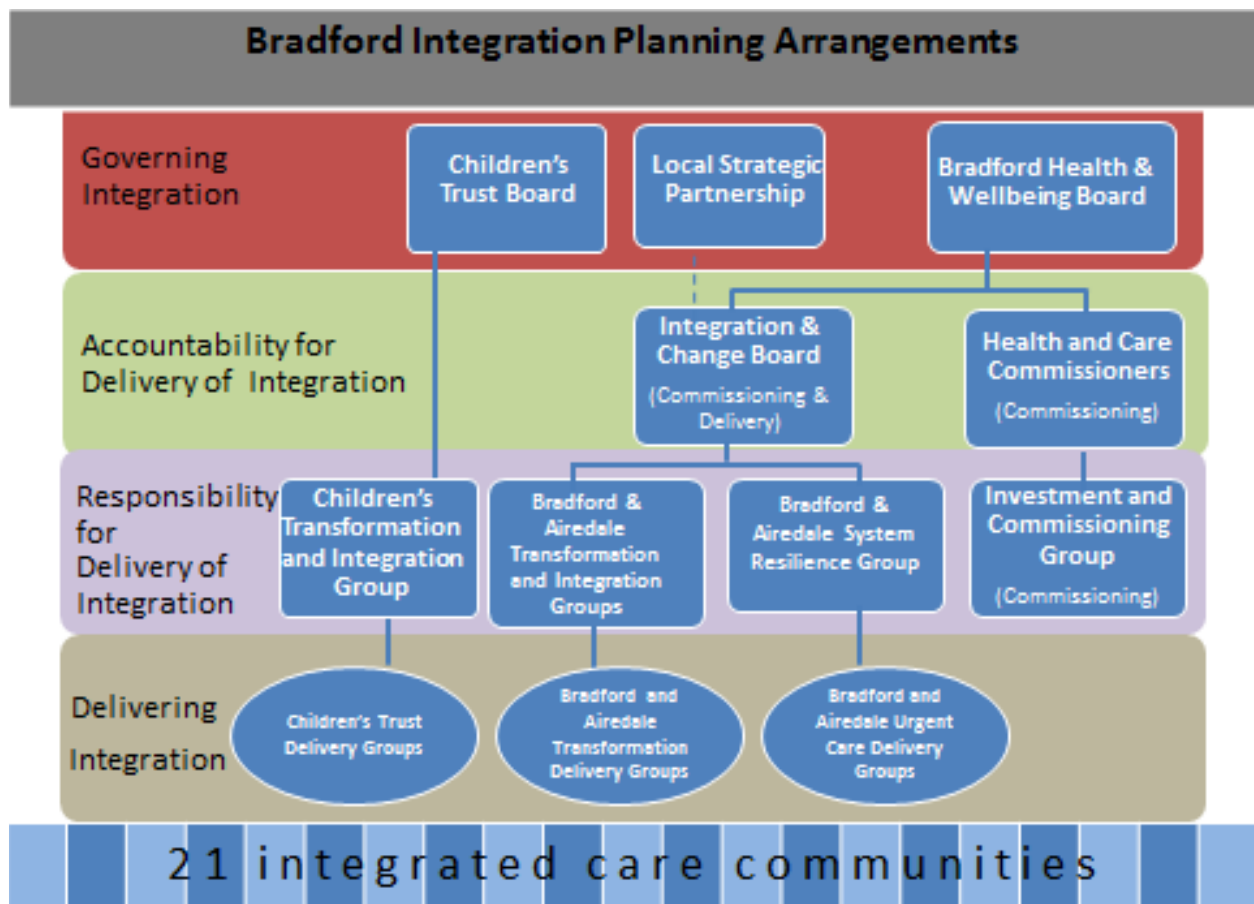 Bradford Integration Planning Arrangements
Governing
Integration
Children's
Trust Board
Local Strategic
Partnership
Bradford Health &
Wellbeing Board
Accountability for
Delivery of Integration
Integration &
Change Board
(Commissioning &
Delivery)
Health and Care
Commissioners
(Commissioning)
Responsibility
for
Delivery of
Integration
Children's
Transformation
and Integration
Group
Bradford &
Airedale
Transformation
and Integration
Groups
Bradford &
Airedale System
Resilience Group
Investment and
Commissioning
Group
(Commissioning)
Delivering
Integration
Children's Trust
Delivery Groups
Bradford and
Airedale
Transformation
Delivery Groups
Bradford and
Airedale Urgent
Care Delivery
Groups
21 integrated care communities